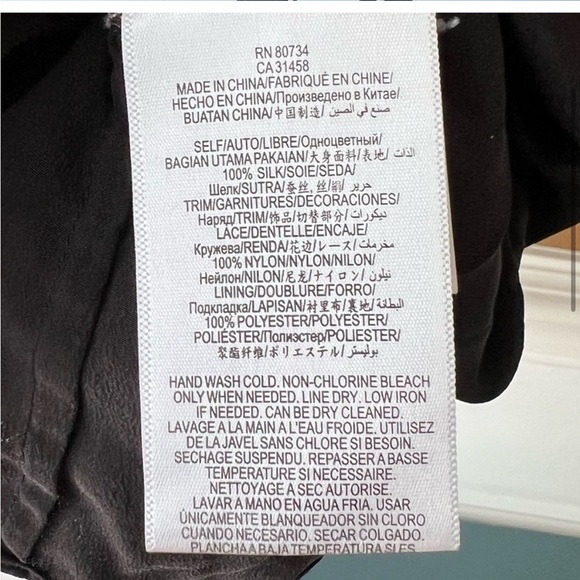 RN 80734
CA 31458
MADE IN CHINA/FABRIQUÉ EN CHINE/
HECHO EN CHINA/Произведено в Китае/
BUATAN CHINA/中国制造/ صنع في الصين
SELF/AUTO/LIBRE/Одноцветный/
BAGIAN UTAMA PAKAIAN/大身面料/表地/ الذات
100% SILK/SOIE/SEDA/
Шелк/SUTRA/蚕丝, 丝/絹/ حرير
TRIM/GARNITURES/DECORACIONES/
Наряд/TRIM/饰品/切替部分/ ديكورات
LACE/DENTELLE/ENCAJE/
Кружева/RENDA/花边/レース/ مخرمات
100% NYLON/NYLON/NILON/
Нейлон/NILON/尼龙/ナイロン/ نيلون
LINING/DOUBLURE/FORRO/
Подкладка/LAPISAN/衬里布/裏地/ البطانة
100% POLYESTER/POLYESTER/
POLIÉSTER/Полиэстер/POLIESTER/
聚酯纤维/ポリエステル/ بوليستر
HAND WASH COLD. NON-CHLORINE BLEACH
ONLY WHEN NEEDED. LINE DRY. LOW IRON
IF NEEDED. CAN BE DRY CLEANED.
LAVAGE A LA MAIN A L'EAU FROIDE. UTILISEZ
DE LA JAVEL SANS CHLORE SI BESOIN.
SECHAGE SUSPENDU. REPASSER A BASSE
TEMPERATURE SI NECESSAIRE.
NETTOYAGE A SEC AUTORISE.
LAVAR A MANO EN AGUA FRIA. USAR
ÚNICAMENTE BLANQUEADOR SIN CLORO
CUANDO NECESARIO. SECAR COLGADO.
PLANCHA A BAJA TEMPERATURA SI ES